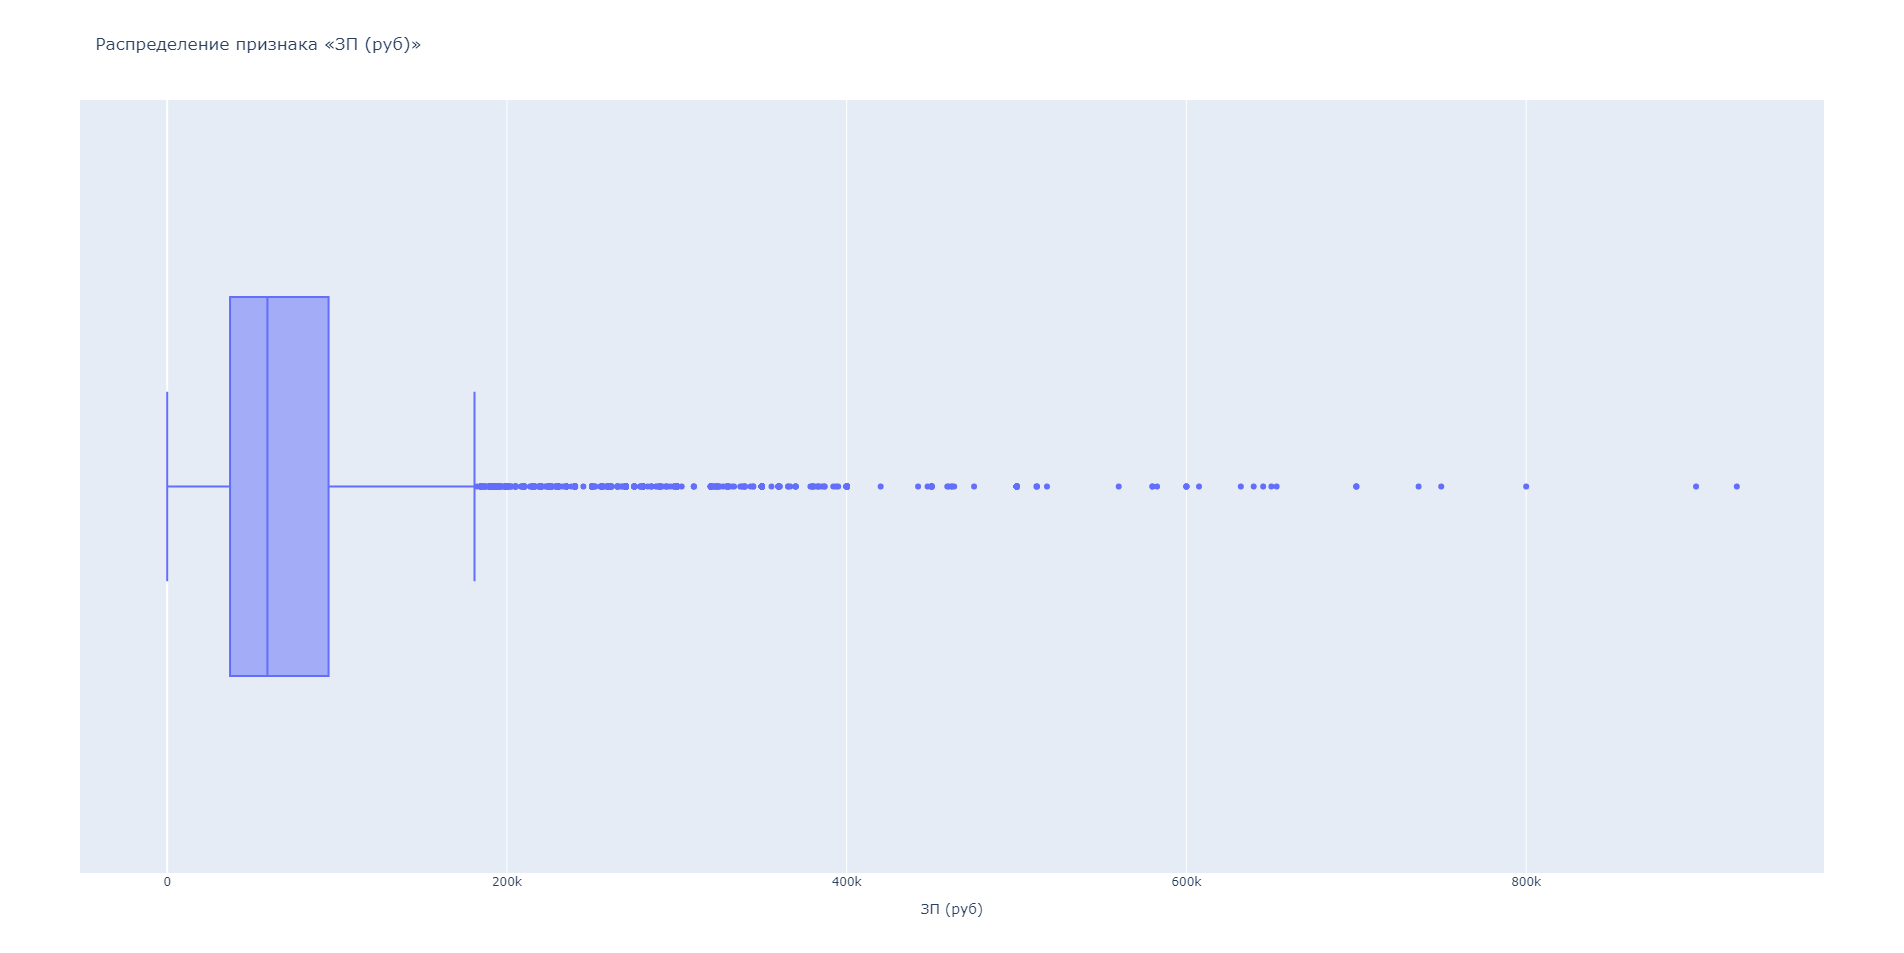 Распределение признака «ЗП (руб)»
0 200k 400k 600k 800k
ЗП (руб)